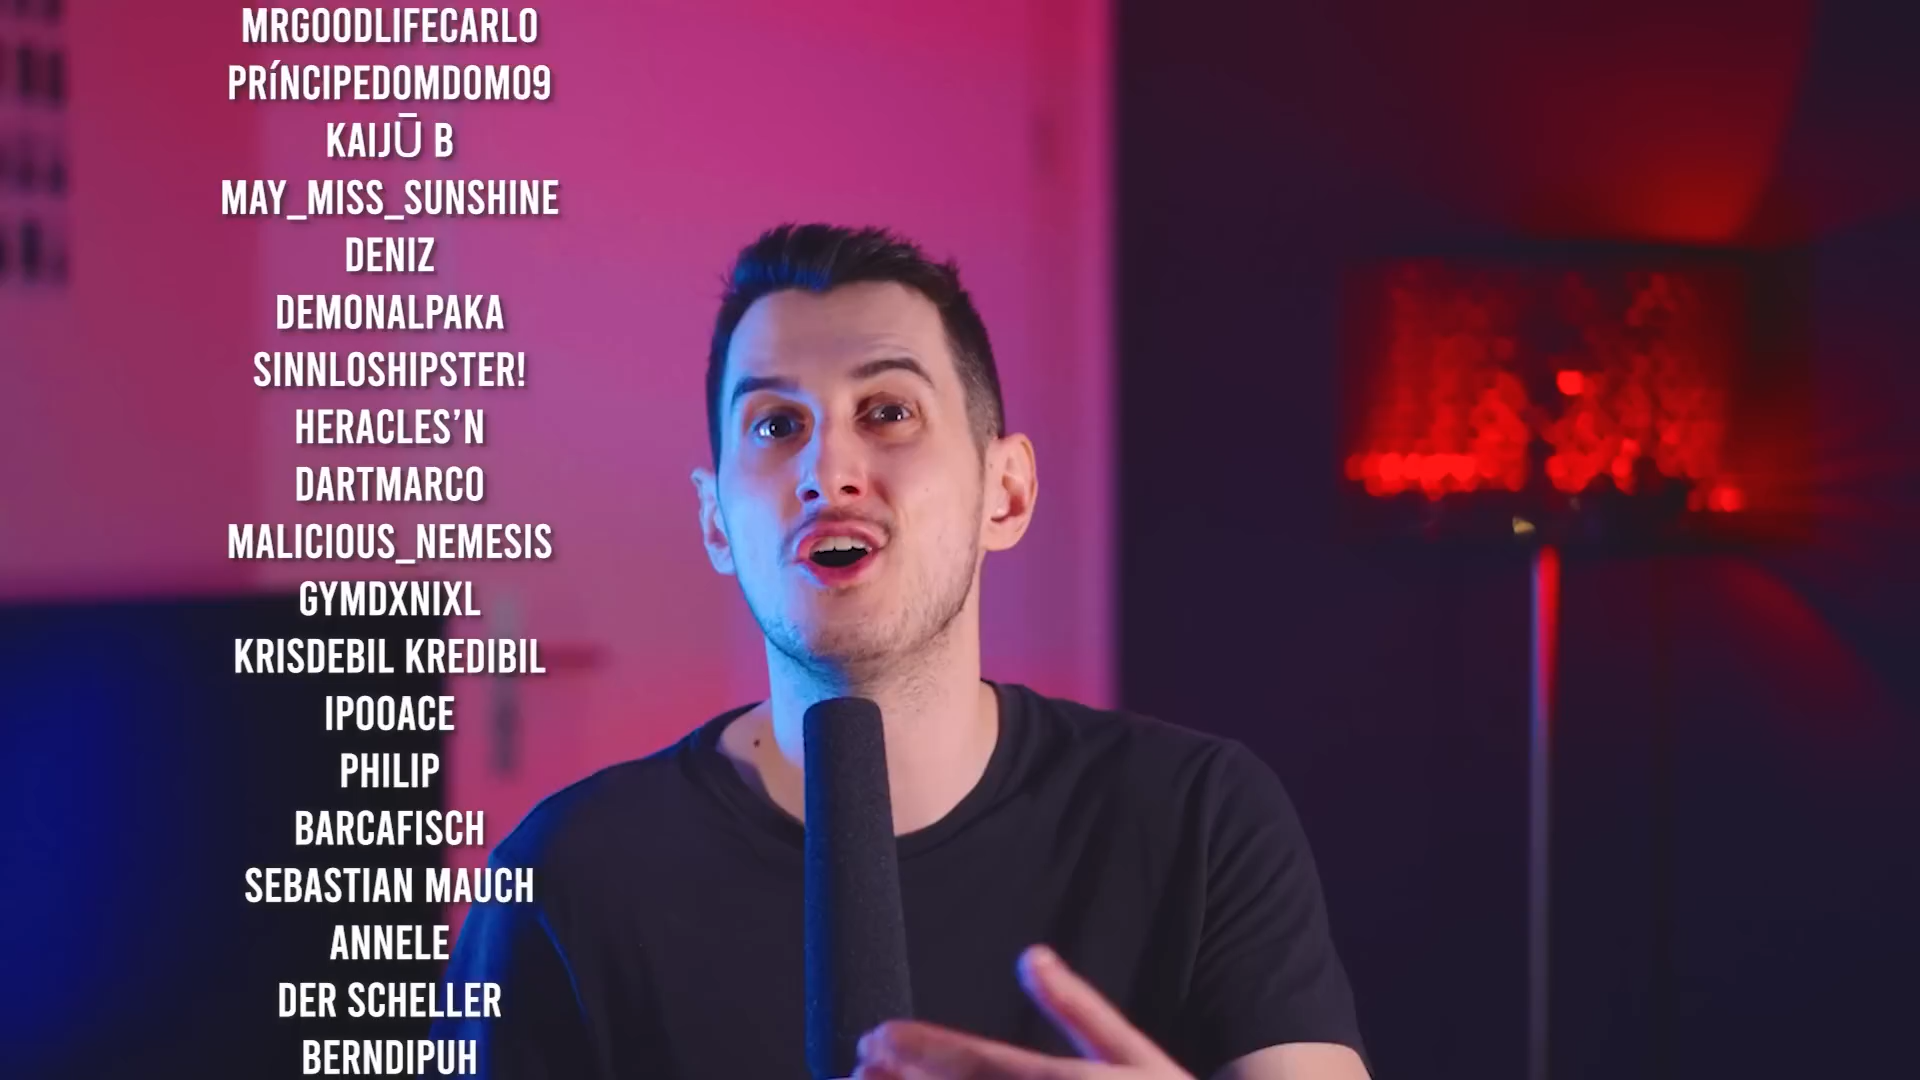 MRGOODLIFECARLO
PRíNCIPEDOMDOM09
KAIJŪ B
MAY_MISS_SUNSHINE
DENIZ
DEMONALPAKA
SINNLOSHIPSTER!
HERACLES’N
DARTMARCO
MALICIOUS_NEMESIS
GYMDXNIXL
KRISDEBIL KREDIBIL
IPOOACE
PHILIP
BARCAFISCH
SEBASTIAN MAUCH
ANNELE
DER SCHELLER
BERNDIPUH